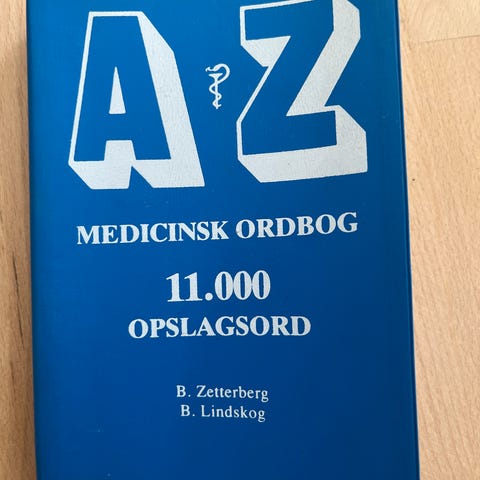 A Z
MEDICINSK ORDBOG
11.000
OPSLAGSORD
B. Zetterberg
B. Lindskog